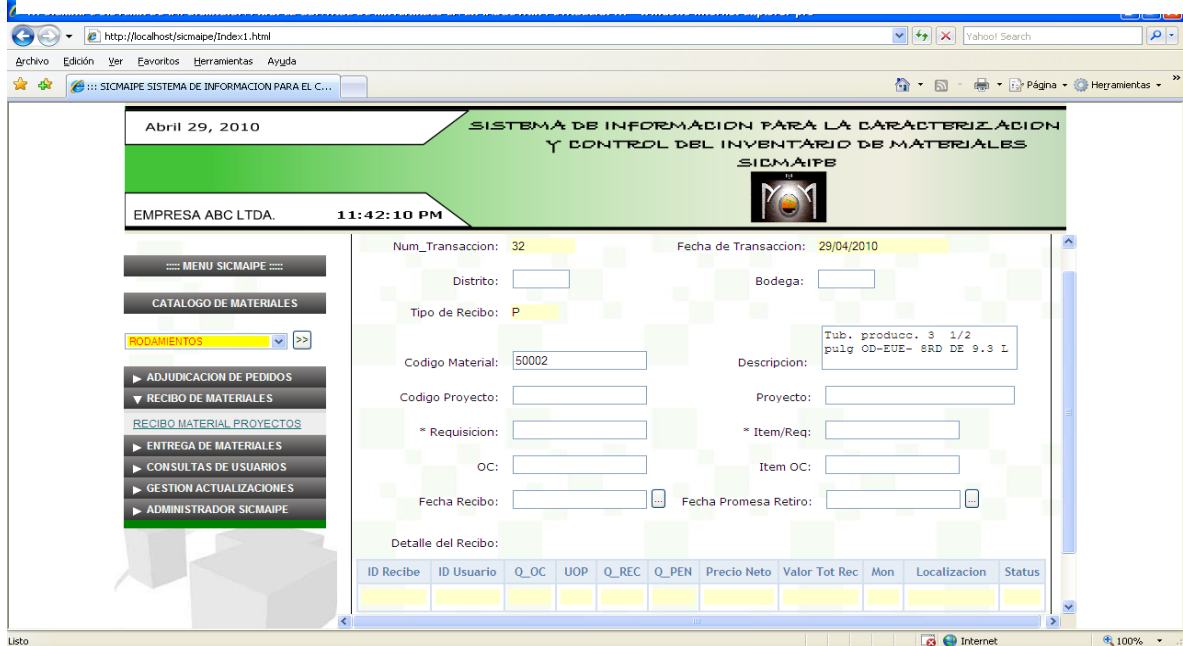 http://localhost/sicmaipe/Index1.html
Yahoo! Search
Archivo Edición Ver Favoritos Herramientas Ayuda
::: SICMAIPE SISTEMA DE INFORMACION PARA EL C...
Página
Herramientas
Abril 29, 2010
SISTEMA DE INFORMACION PARA LA CARACTERIZACION
Y CONTROL DEL INVENTARIO DE MATERIALES
SICMAIPE
EMPRESA ABC LTDA.
11:42:10 PM
::::: MENU SICMAIPE :::::
CATALOGO DE MATERIALES
RODAMIENTOS >>
ADJUDICACION DE PEDIDOS
RECIBO DE MATERIALES
RECIBO MATERIAL PROYECTOS
ENTREGA DE MATERIALES
CONSULTAS DE USUARIOS
GESTION ACTUALIZACIONES
ADMINISTRADOR SICMAIPE
Num_Transaccion: 32 Fecha de Transaccion: 29/04/2010
Distrito: Bodega:
Tipo de Recibo: P
Codigo Material: 50002 Descripcion: Tub. producc. 3 1/2
pulg OD-EUE- 8RD DE 9.3 L
Codigo Proyecto: Proyecto:
* Requisicion: * Item/Req:
OC: Item OC:
Fecha Recibo: ... Fecha Promesa Retiro: ...
Detalle del Recibo:
ID Recibe ID Usuario Q_OC UOP Q_REC Q_PEN Precio Neto Valor Tot Rec Mon Localizacion Status
Listo
Internet
100%